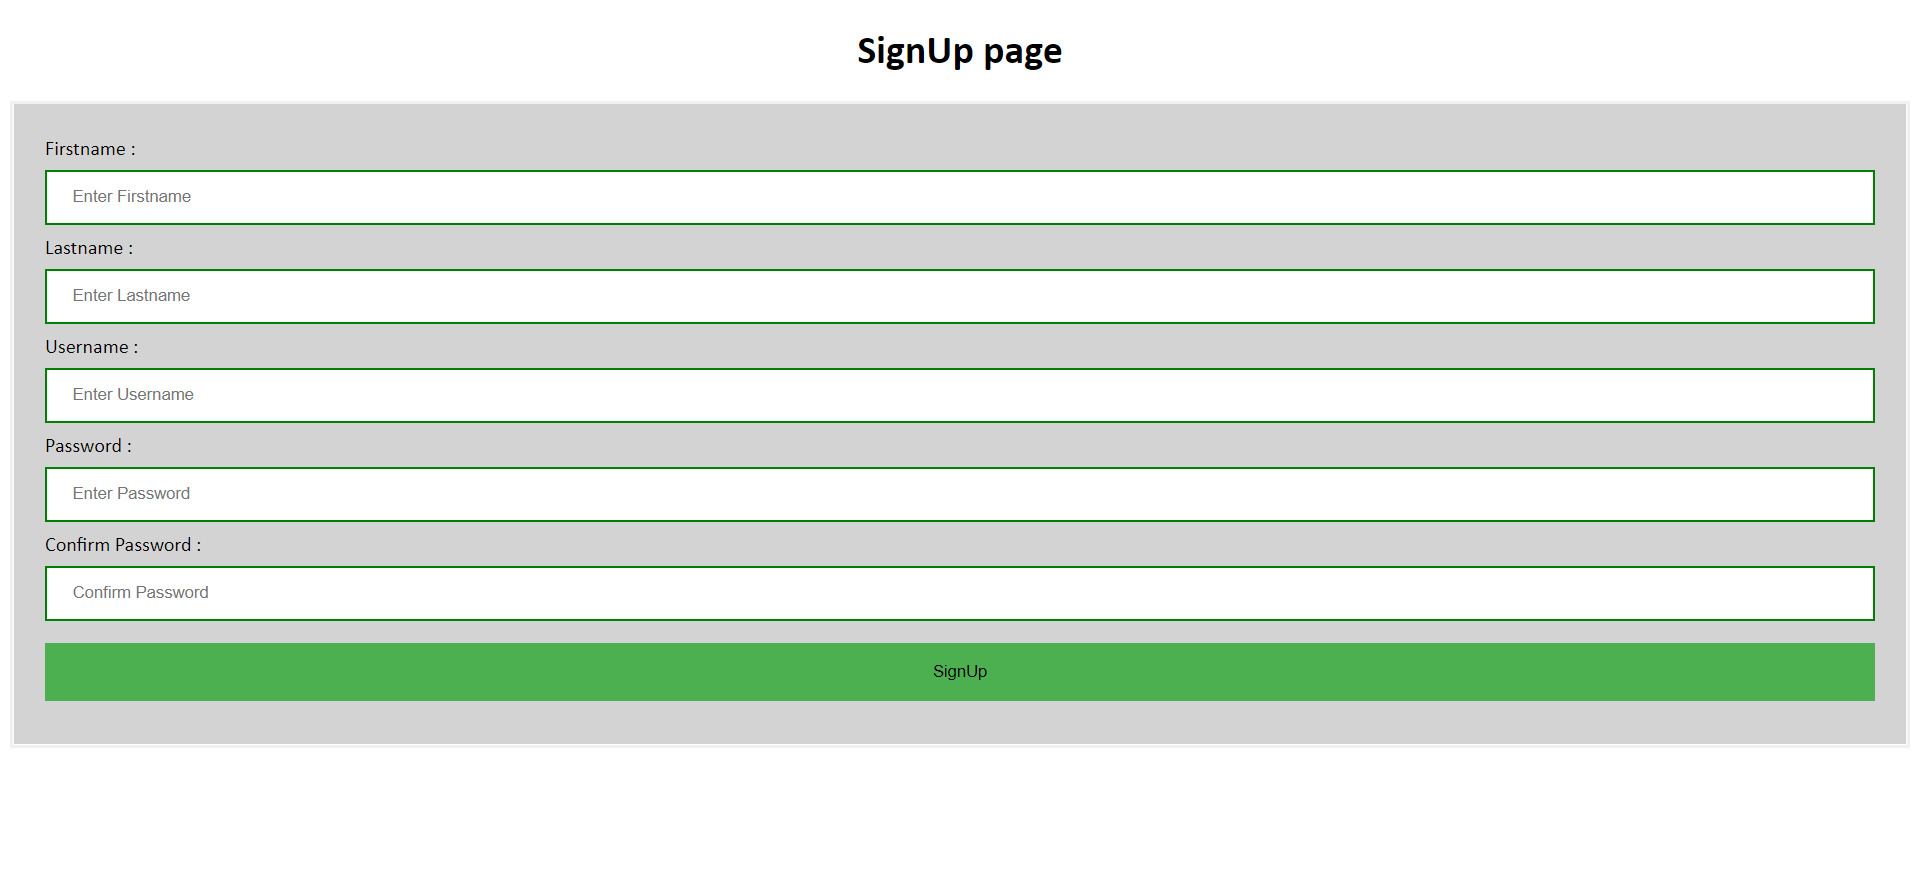 SignUp page
Firstname :
Enter Firstname
Lastname :
Enter Lastname
Username :
Enter Username
Password :
Enter Password
Confirm Password :
Confirm Password
SignUp